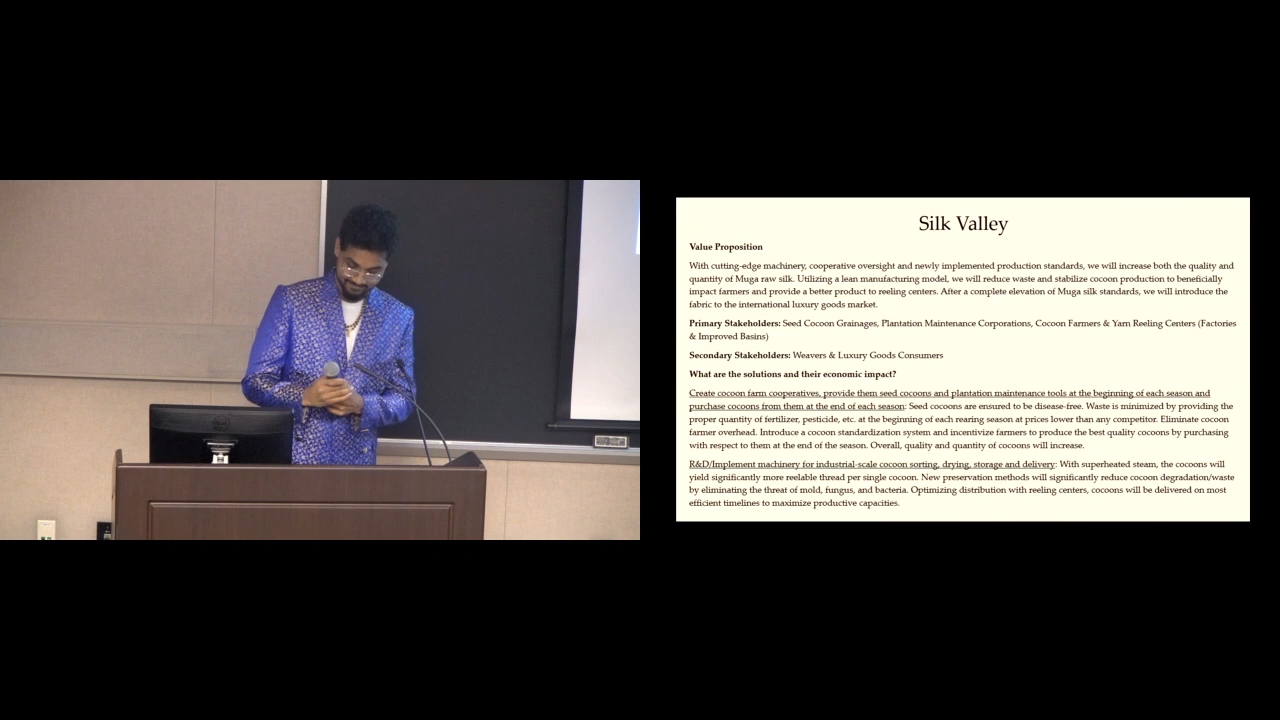 Silk Valley
Value Proposition
With cutting-edge machinery, cooperative oversight and newly implemented production standards, we will increase both the quality and
quantity of Muga raw silk. Utilizing a lean manufacturing model, we will reduce waste and stabilize cocoon production to beneficially
impact farmers and provide a better product to reeling centers. After a complete elevation of Muga silk standards, we will introduce the
fabric to the international luxury goods market.
Primary Stakeholders: Seed Cocoon Grainages, Plantation Maintenance Corporations, Cocoon Farmers & Yarn Reeling Centers (Factories
& Improved Basins)
Secondary Stakeholders: Weavers & Luxury Goods Consumers
What are the solutions and their economic impact?
Create cocoon farm cooperatives, provide them seed cocoons and plantation maintenance tools at the beginning of each season and
purchase cocoons from them at the end of each season: Seed cocoons are ensured to be disease-free. Waste is minimized by providing the
proper quantity of fertilizer, pesticide, etc. at the beginning of each rearing season at prices lower than any competitor. Eliminate cocoon
farmer overhead. Introduce a cocoon standardization system and incentivize farmers to produce the best quality cocoons by purchasing
with respect to them at the end of the season. Overall, quality and quantity of cocoons will increase.
R&D/Implement machinery for industrial-scale cocoon sorting, drying, storage and delivery: With superheated steam, the cocoons will
yield significantly more reelable thread per single cocoon. New preservation methods will significantly reduce cocoon degradation/waste
by eliminating the threat of mold, fungus, and bacteria. Optimizing distribution with reeling centers, cocoons will be delivered on most
efficient timelines to maximize productive capacities.